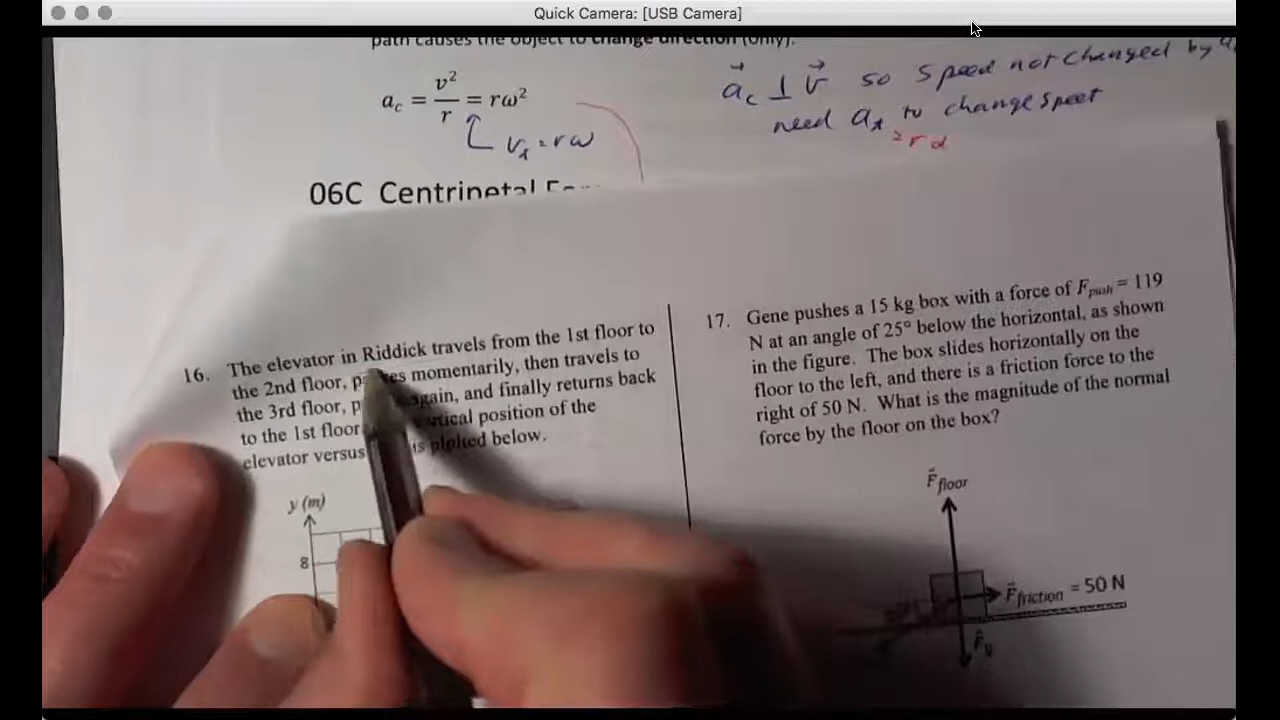 Quick Camera: [USB Camera]
path causes the object to change direction (only).
a_c = v²/r = rω²
v_t = rω
a⃗_c ⊥ v⃗ so speed not changed by
need a_t to change speed
= rα
06C Centripetal
16. The elevator in Riddick travels from the 1st floor to
the 2nd floor, momentarily, then travels to
the 3rd floor, again, and finally returns back
to the 1st floor position of the
elevator versus is plotted below.
y (m)
8
17. Gene pushes a 15 kg box with a force of F_push = 119
N at an angle of 25° below the horizontal, as shown
in the figure. The box slides horizontally on the
floor to the left, and there is a friction force to the
right of 50 N. What is the magnitude of the normal
force by the floor on the box?
F⃗_floor
F⃗_friction = 50 N